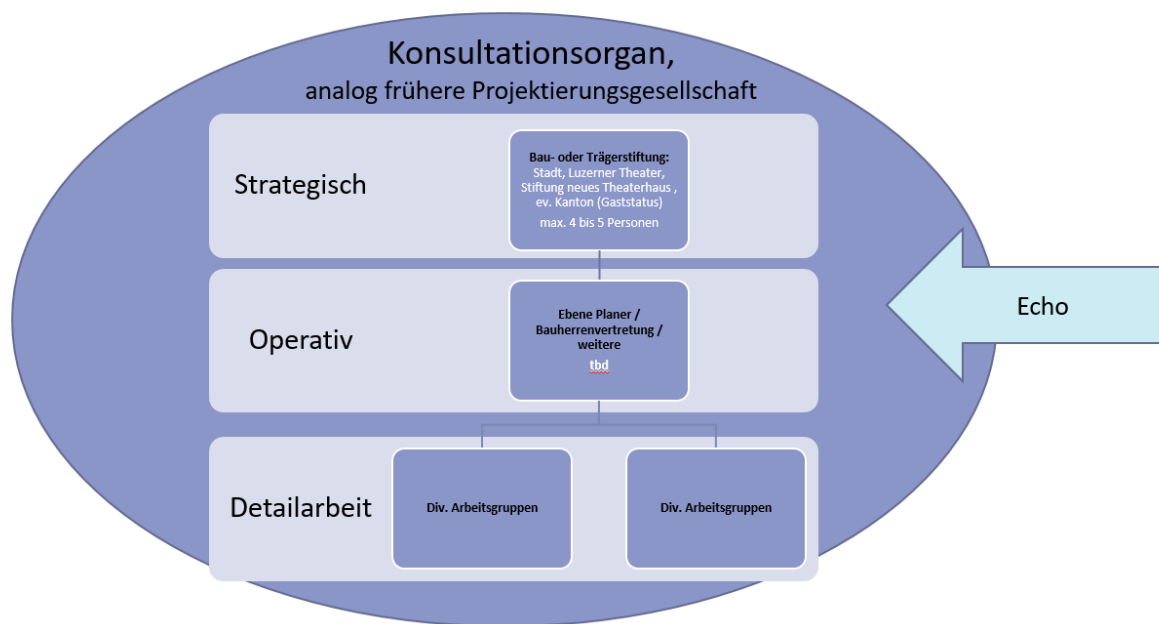 Konsultationsorgan,
analog frühere Projektierungsgesellschaft
Strategisch
Bau- oder Trägerstiftung:
Stadt, Luzerner Theater,
Stiftung neues Theaterhaus ,
ev. Kanton (Gaststatus)
max. 4 bis 5 Personen
Operativ
Ebene Planer /
Bauherrenvertretung /
weitere
tbd
Echo
Detailarbeit
Div. Arbeitsgruppen
Div. Arbeitsgruppen